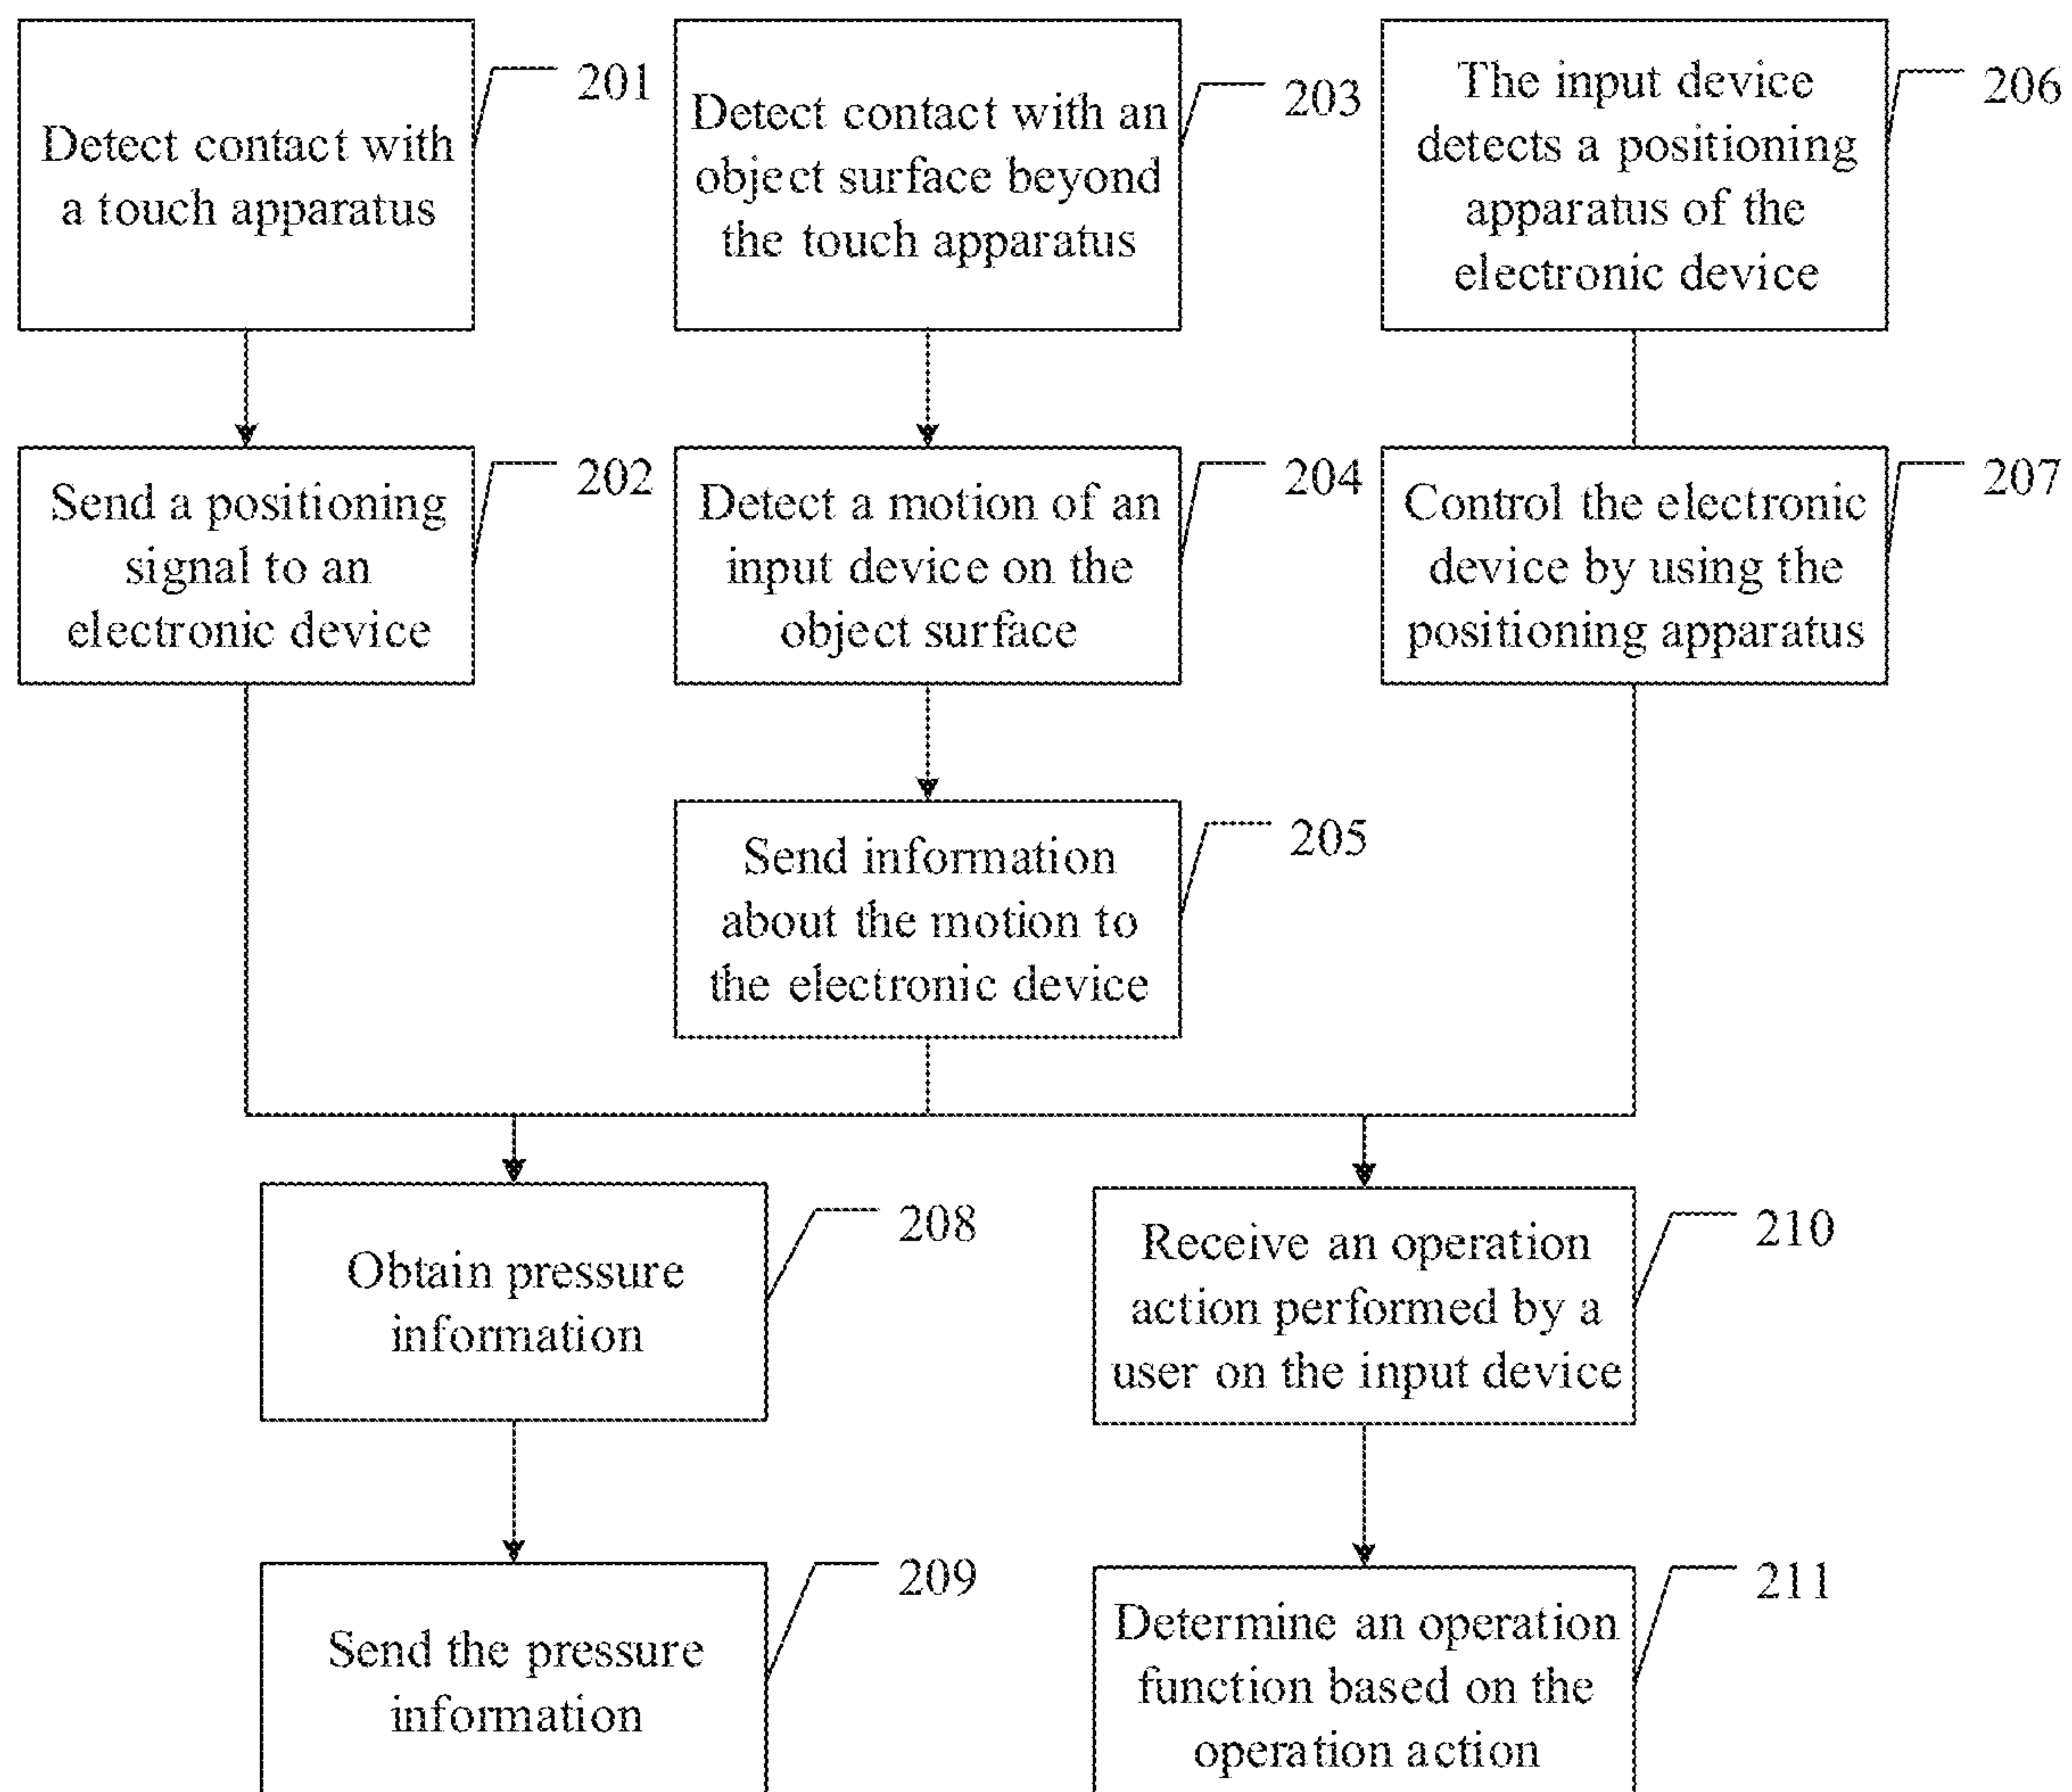 Detect contact with
a touch apparatus
201
Detect contact with an
object surface beyond
the touch apparatus
203
The input device
detects a positioning
apparatus of the
electronic device
206
Send a positioning
signal to an
electronic device
202
Detect a motion of an
input device on the
object surface
204
Control the electronic
device by using the
positioning apparatus
207
Send information
about the motion to
the electronic device
205
Obtain pressure
information
208
Receive an operation
action performed by a
user on the input device
210
Send the pressure
information
209
Determine an operation
function based on the
operation action
211